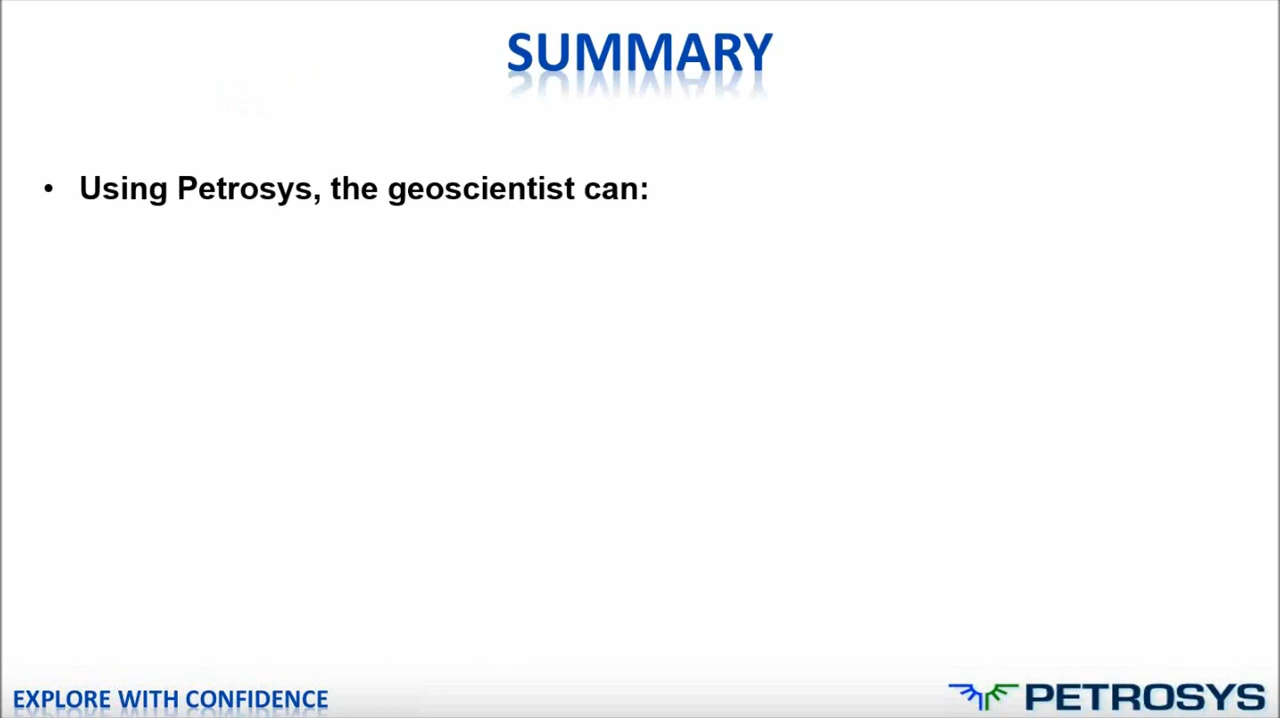 SUMMARY
• Using Petrosys, the geoscientist can:
EXPLORE WITH CONFIDENCE
PETROSYS